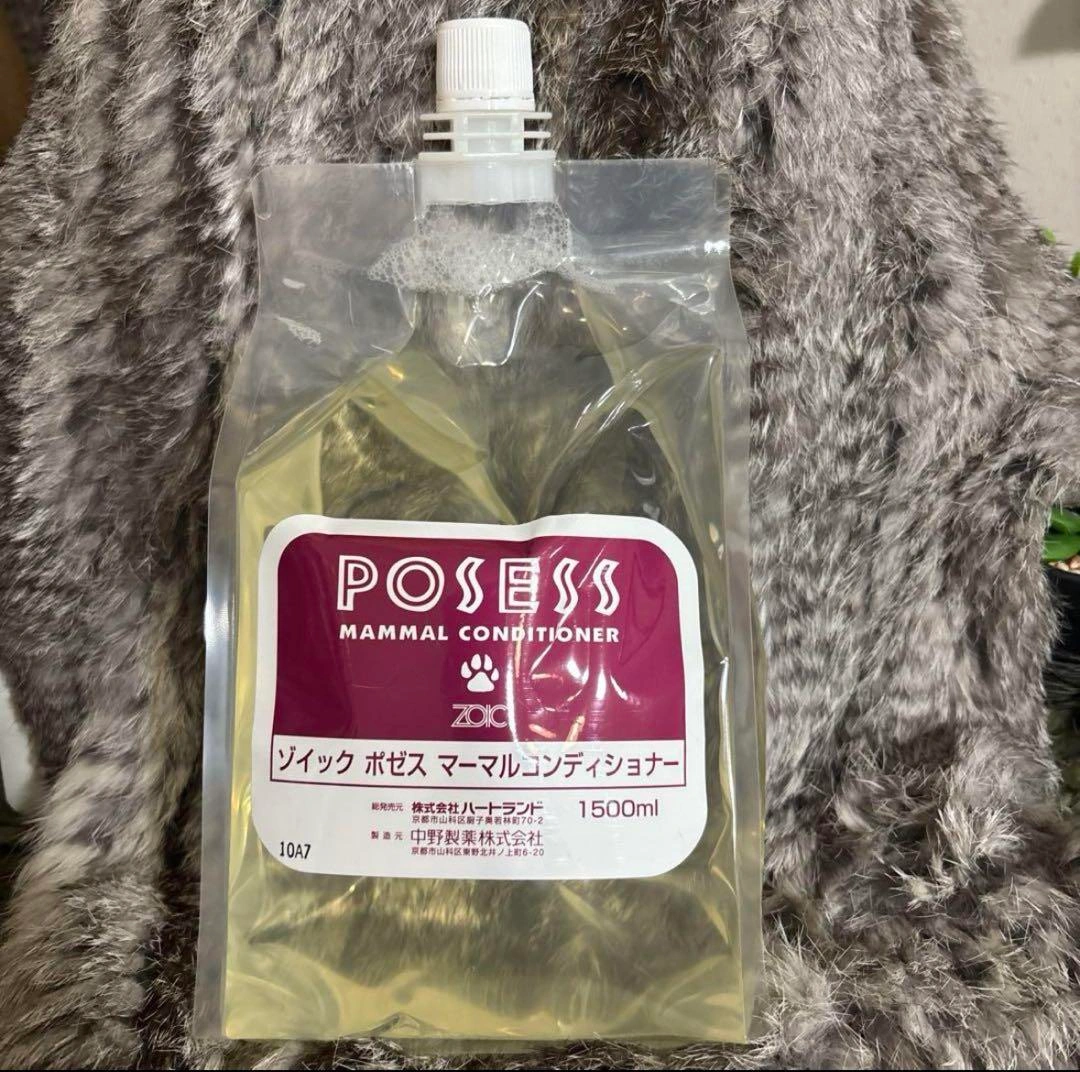 POSESS
MAMMAL CONDITIONER
ZOIC
ゾイック ポゼス マーマルコンディショナー
総発売元 株式会社ハートランド 1500ml
京都市山科区厨子奥若林町70-2
製造元 中野製薬株式会社
京都市山科区東野北井ノ上町6-20
10A7